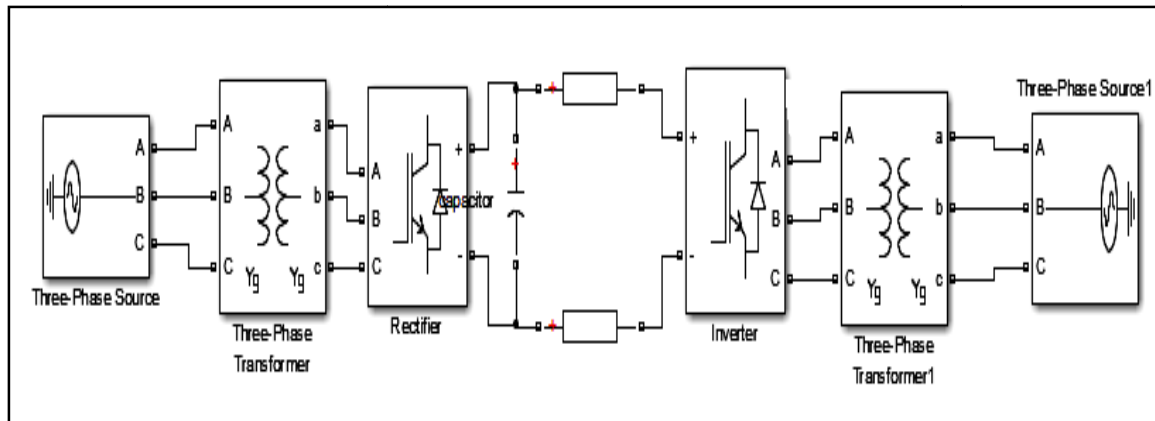 A
B
C
Three-Phase Source
A
B
C
a
b
c
Yg
Yg
Three-Phase
Transformer
A
B
C
+
-
Rectifier
+
capacitor
+
+
+
-
A
B
C
Inverter
A
B
C
a
b
c
Yg
Yg
Three-Phase
Transformer1
Three-Phase Source1
A
B
C